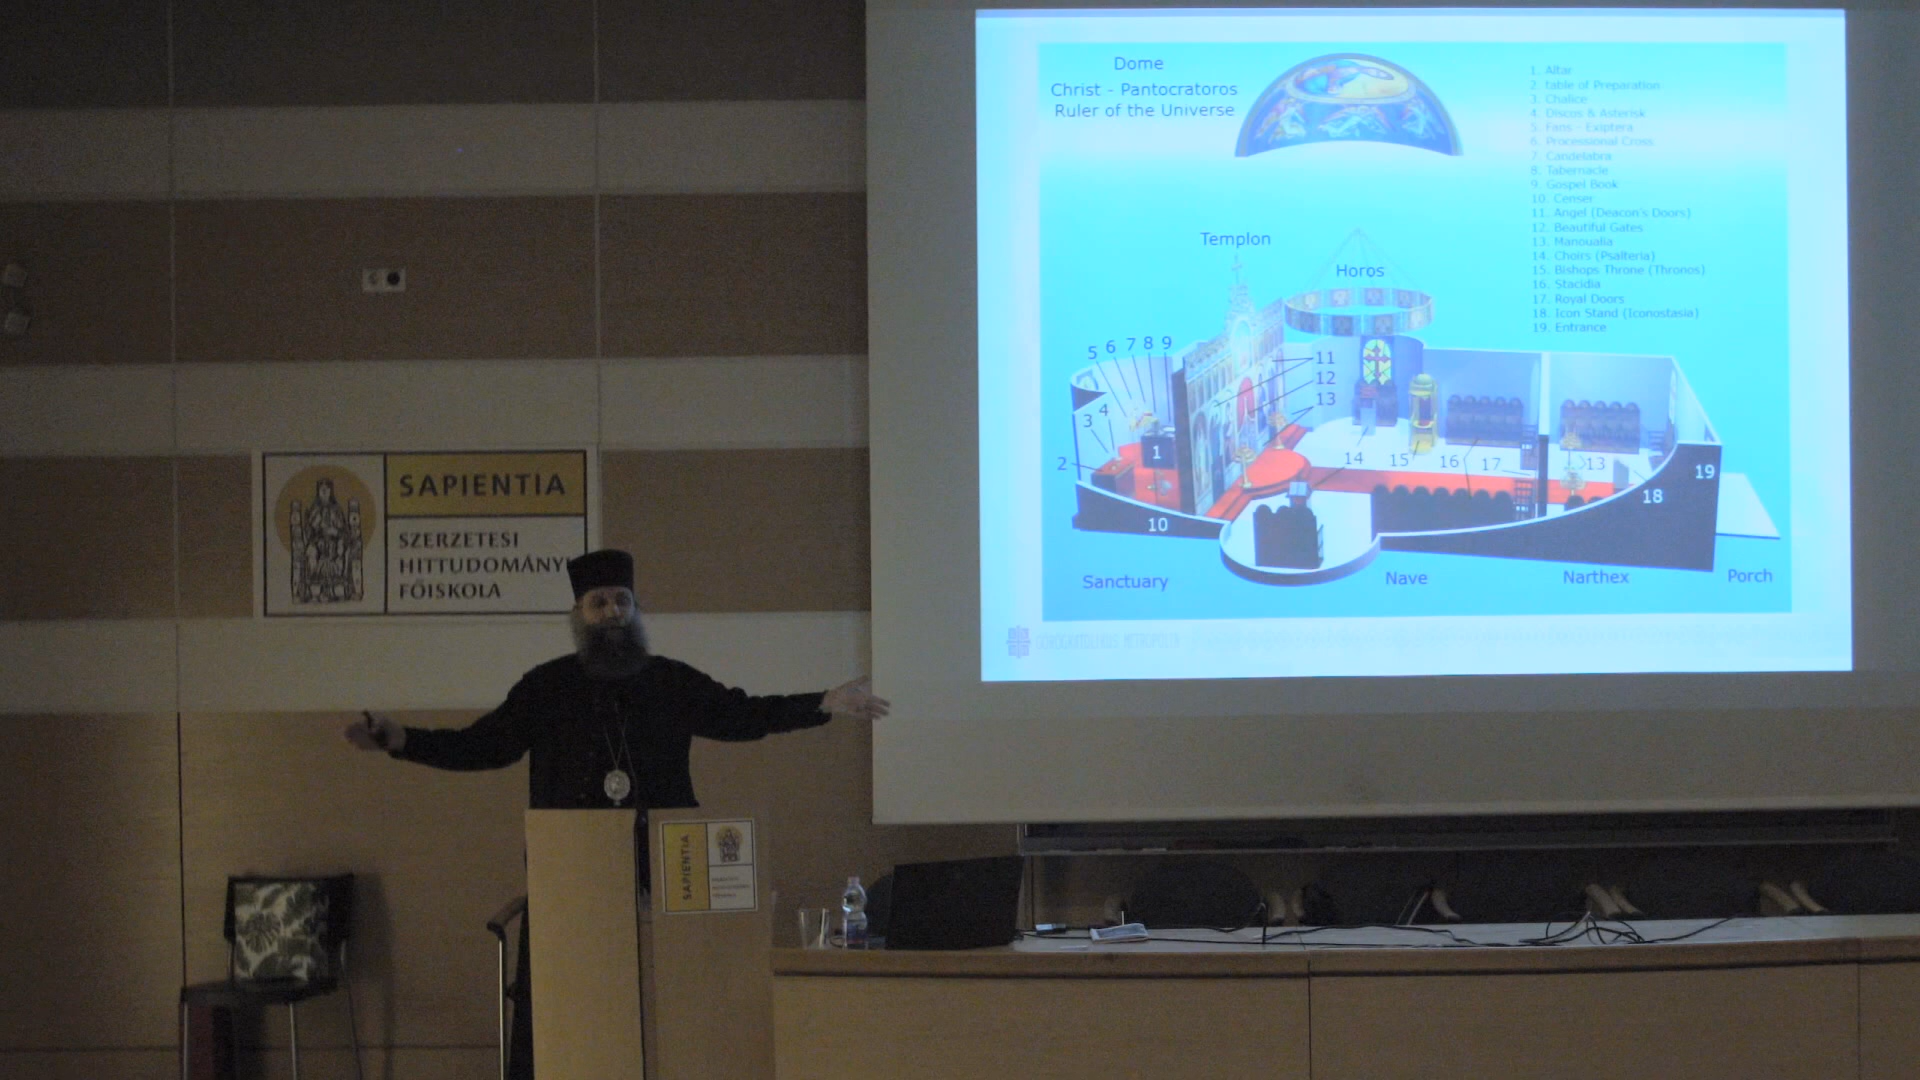 Dome
Christ - Pantocratoros
Ruler of the Universe
1. Altar
2. table of Preparation
3. Chalice
4. Discos & Asterisk
5. Fans - Exiptera
6. Processional Cross
7. Candelabra
8. Tabernacle
9. Gospel Book
10. Censer
11. Angel (Deacon's Doors)
12. Beautiful Gates
13. Manoualia
14. Choirs (Psalteria)
15. Bishops Throne (Thronos)
16. Stacidia
17. Royal Doors
18. Icon Stand (Iconostasia)
19. Entrance
Templon
Horos
5 6 7 8 9
11
12
13
4
3
2
1
10
14
15
16
17
13
18
19
Sanctuary
Nave
Narthex
Porch
SAPIENTIA
SZERZETESI
HITTUDOMÁNYI
FŐISKOLA
SAPIENTIA